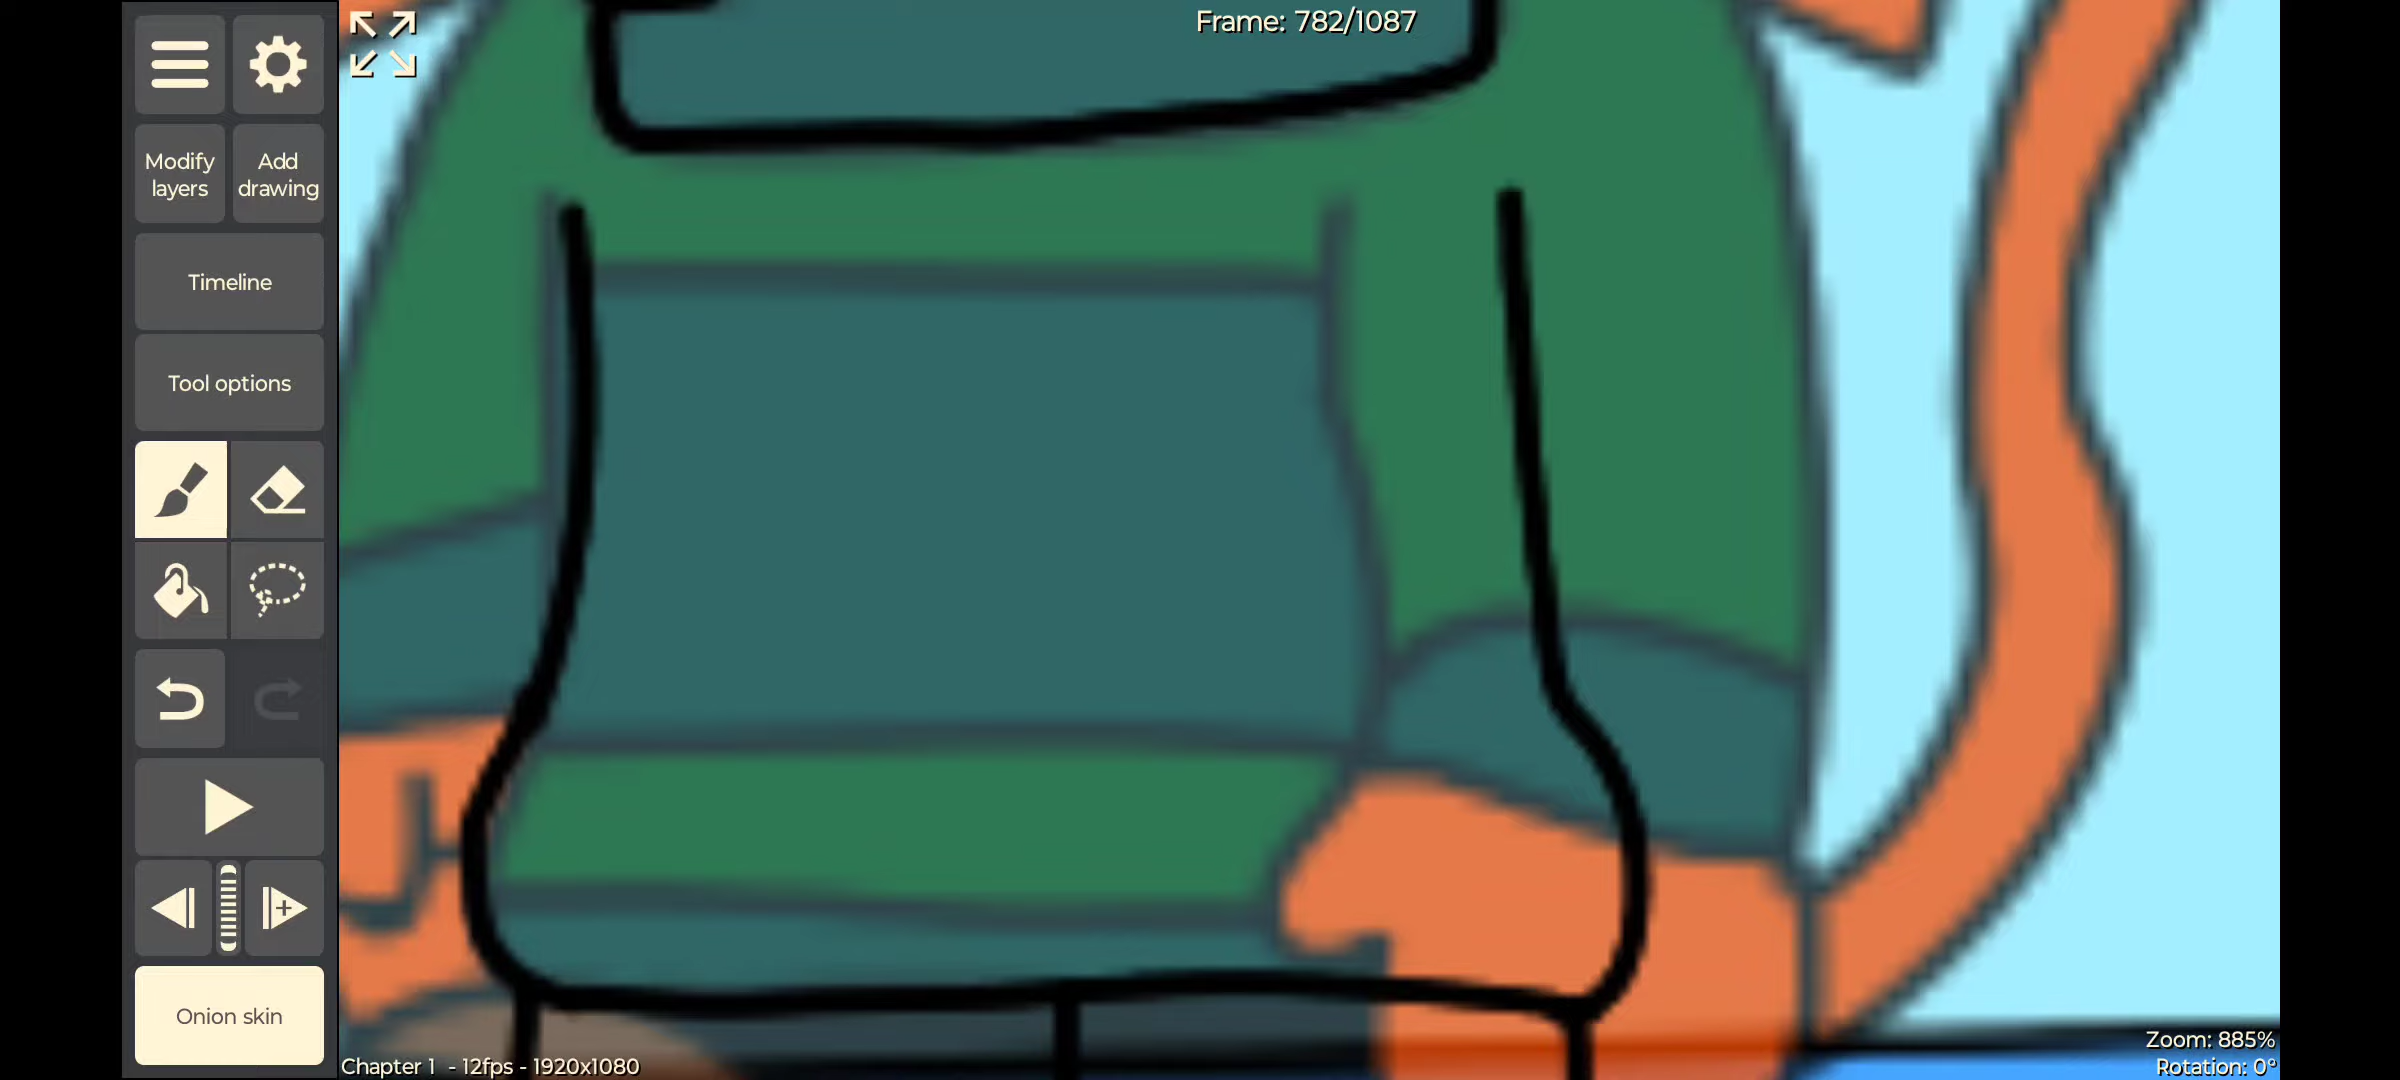 Frame: 782/1087
Modify
layers
Add
drawing
Timeline
Tool options
Onion skin
Chapter 1 - 12fps - 1920x1080
Zoom: 885%
Rotation: 0°